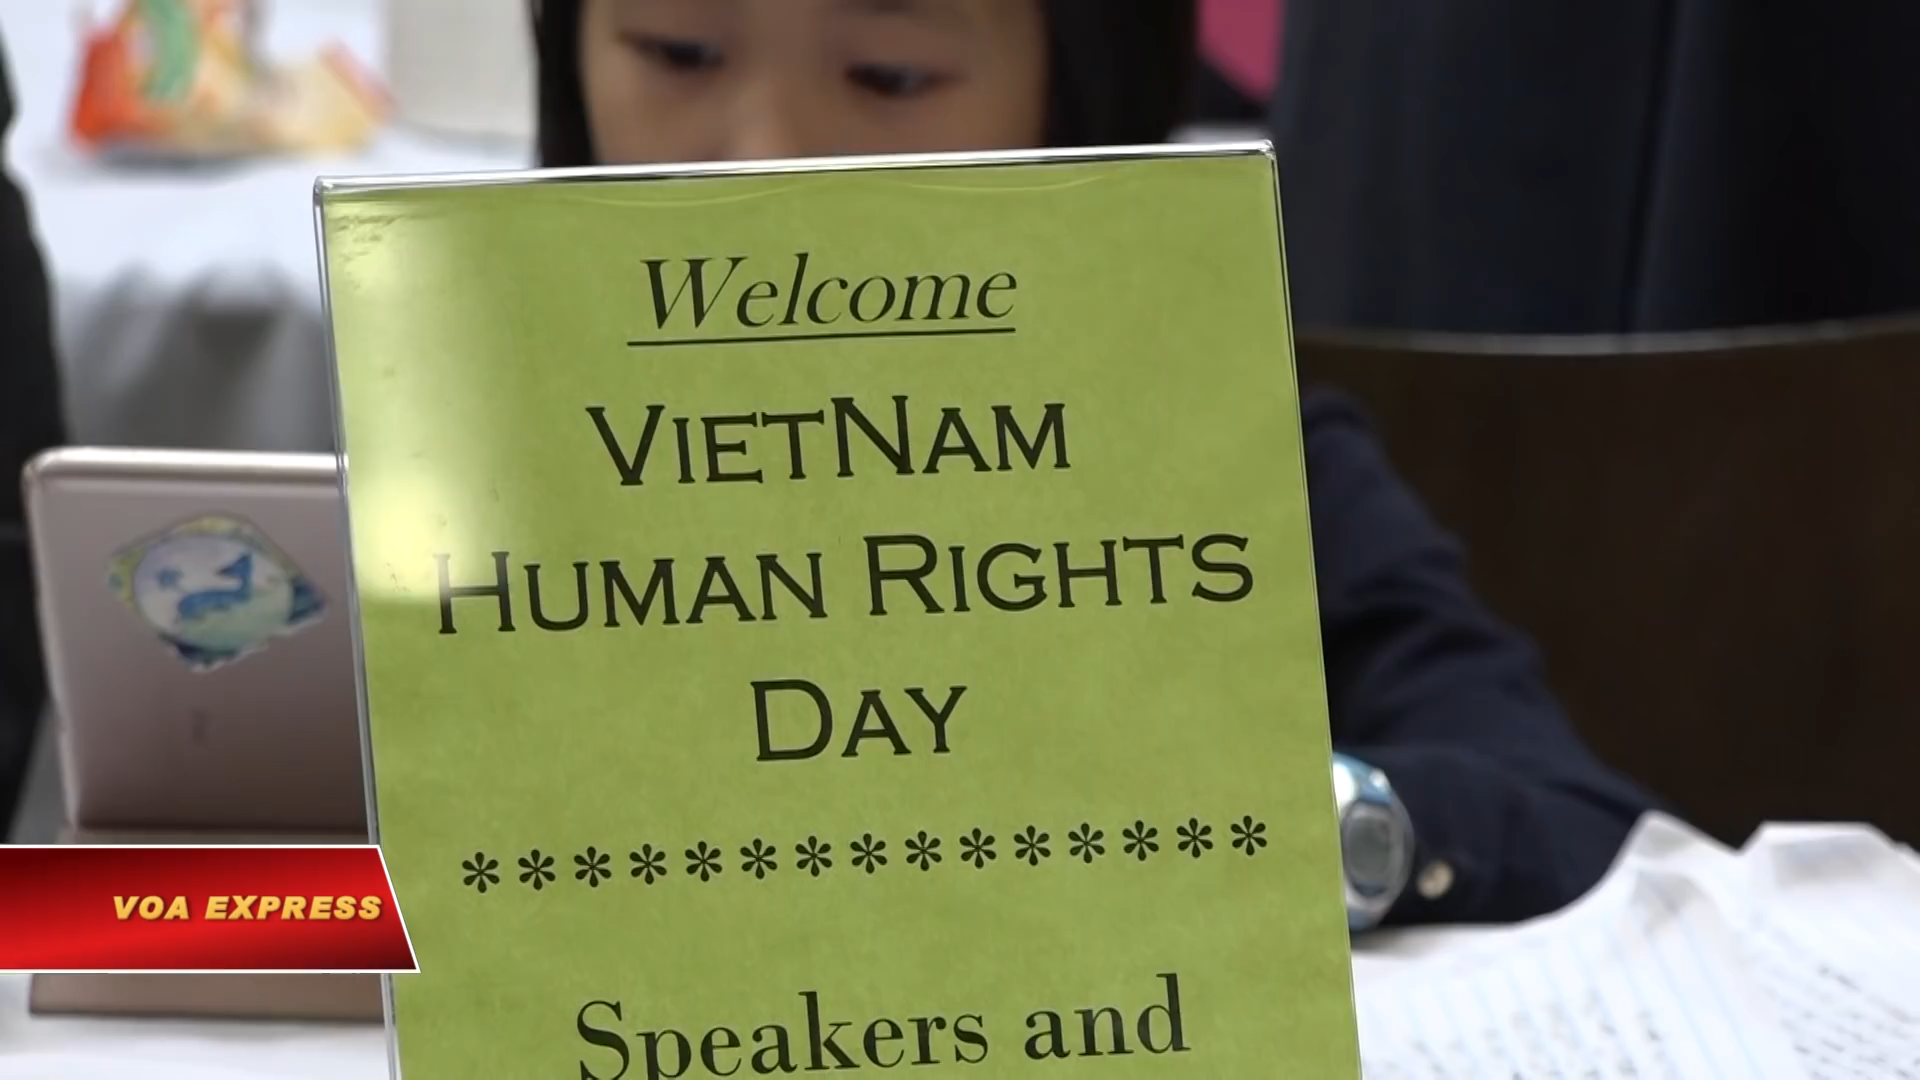 Welcome
VIETNAM
HUMAN RIGHTS
DAY
***************
Speakers and
VOA EXPRESS